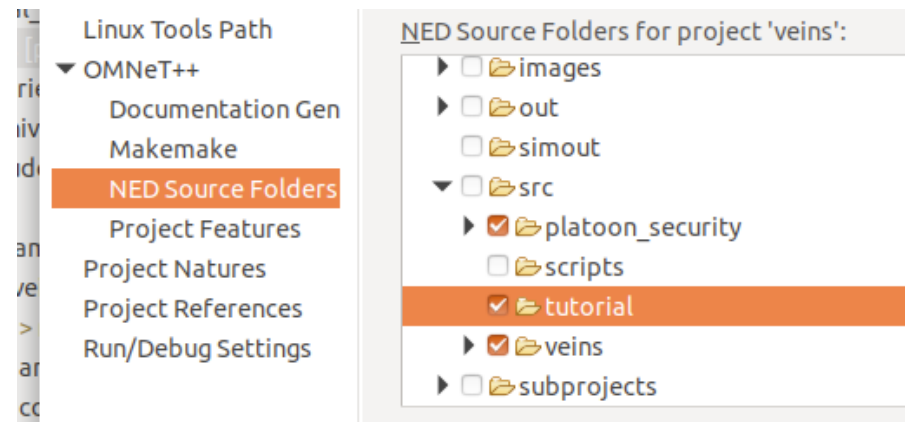 Linux Tools Path
OMNeT++
Documentation Gen
Makemake
NED Source Folders
Project Features
Project Natures
Project References
Run/Debug Settings
NED Source Folders for project 'veins':
images
out
simout
src
platoon_security
scripts
tutorial
veins
subprojects